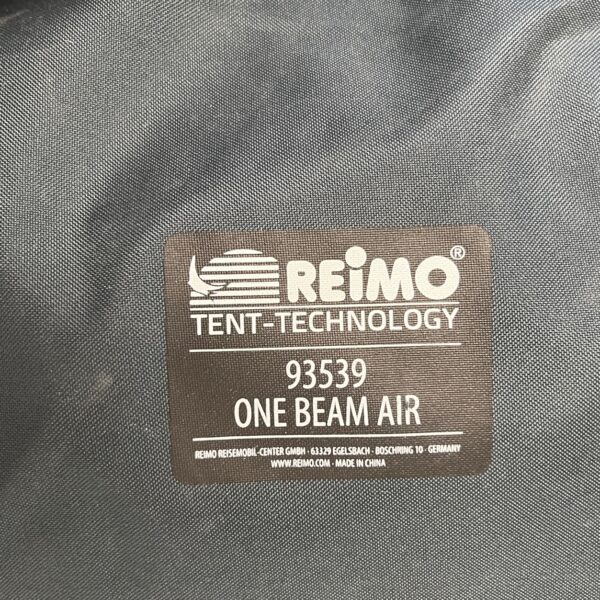 REiMO®
TENT-TECHNOLOGY
93539
ONE BEAM AIR
REIMO REISEMOBIL-CENTER GMBH · 63329 EGELSBACH · BOSCHRING 10 · GERMANY
WWW.REIMO.COM · MADE IN CHINA